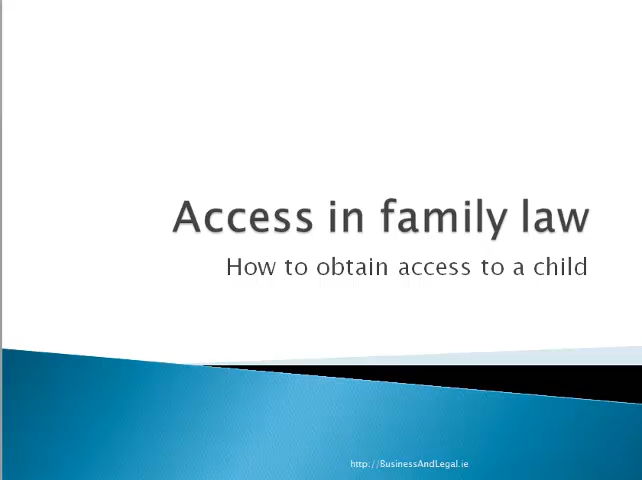 Access in family law
How to obtain access to a child
http://BusinessAndLegal.ie